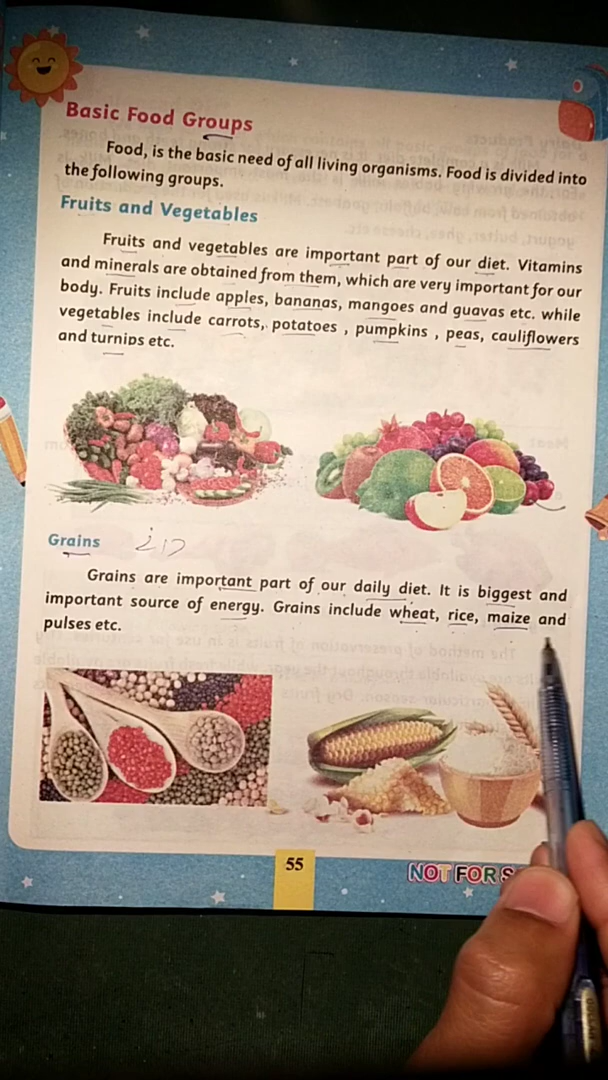 Basic Food Groups
Food, is the basic need of all living organisms. Food is divided into
the following groups.
Fruits and Vegetables
Fruits and vegetables are important part of our diet. Vitamins
and minerals are obtained from them, which are very important for our
body. Fruits include apples, bananas, mangoes and guavas etc. while
vegetables include carrots, potatoes , pumpkins , peas, cauliflowers
and turnips etc.
Grains
Grains are important part of our daily diet. It is biggest and
important source of energy. Grains include wheat, rice, maize and
pulses etc.
55
NOT FOR S